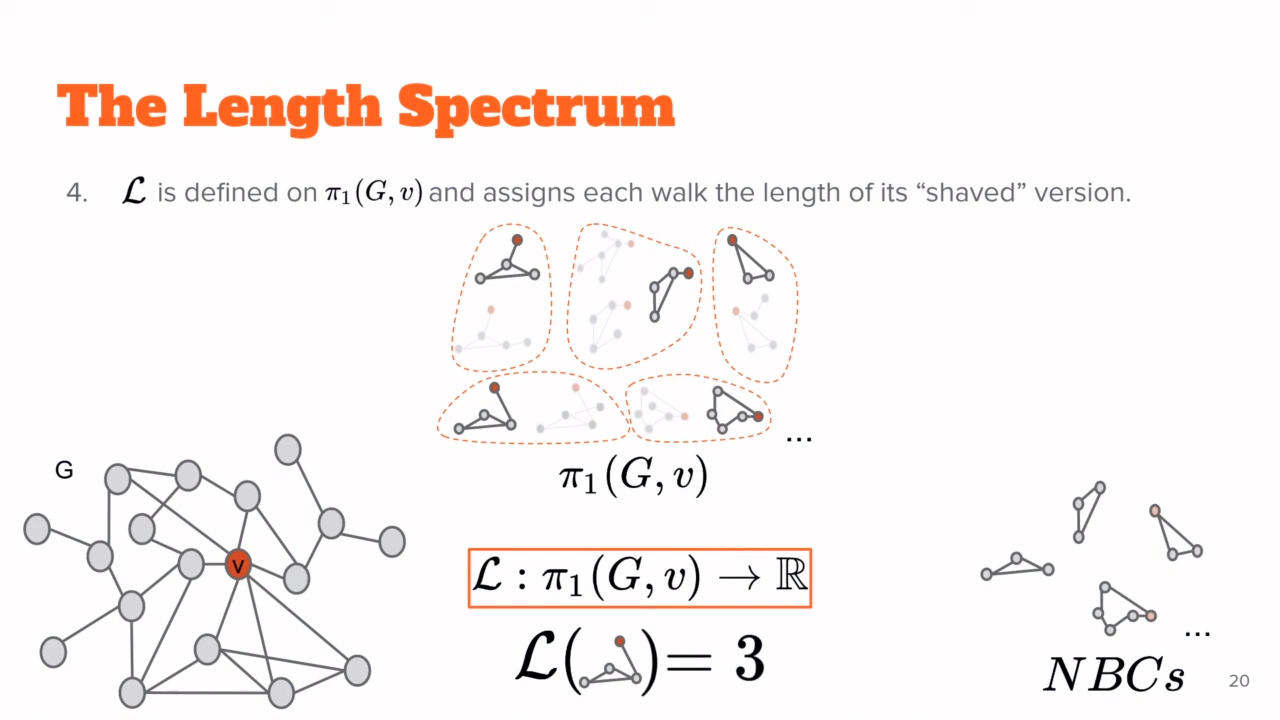 The Length Spectrum
4. ℒ is defined on π₁(G, v) and assigns each walk the length of its “shaved” version.
...
π₁(G, v)
G
v
ℒ : π₁(G, v) → ℝ
ℒ( ) = 3
...
NBCs
20